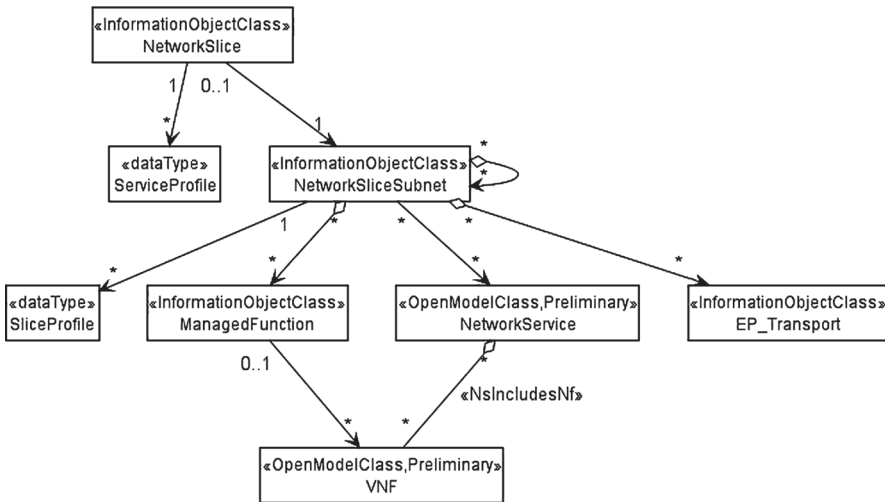 «InformationObjectClass»
NetworkSlice
1
0..1
*
1
«dataType»
ServiceProfile
«InformationObjectClass»
NetworkSliceSubnet
*
*
1
*
*
*
*
*
*
*
«dataType»
SliceProfile
«InformationObjectClass»
ManagedFunction
«OpenModelClass,Preliminary»
NetworkService
«InformationObjectClass»
EP_Transport
0..1
*
«NsIncludesNf»
*
*
«OpenModelClass,Preliminary»
VNF